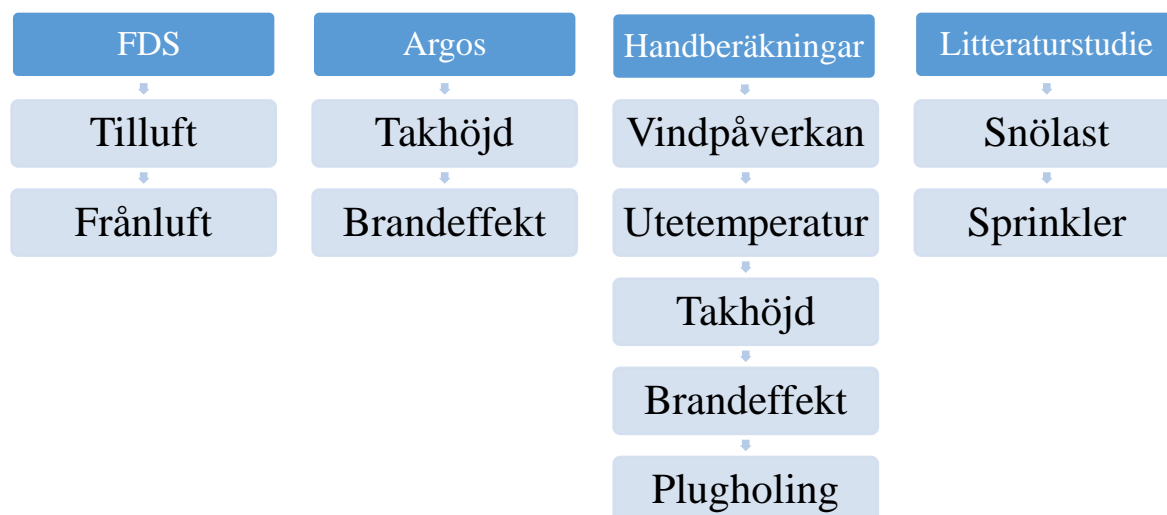 FDS
Tilluft
Frånluft
Argos
Takhöjd
Brandeffekt
Handberäkningar
Vindpåverkan
Utetemperatur
Takhöjd
Brandeffekt
Plugholing
Litteraturstudie
Snölast
Sprinkler